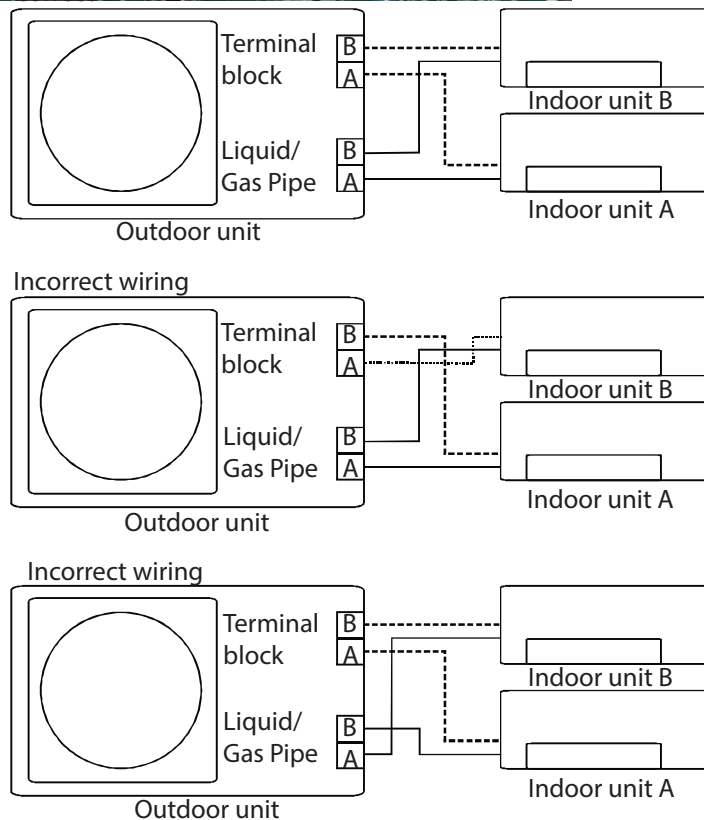 Terminal
block
B
A
Liquid/
Gas Pipe
B
A
Indoor unit B
Indoor unit A
Outdoor unit
Incorrect wiring
Terminal
block
B
A
Liquid/
Gas Pipe
B
A
Indoor unit B
Indoor unit A
Outdoor unit
Incorrect wiring
Terminal
block
B
A
Liquid/
Gas Pipe
B
A
Indoor unit B
Indoor unit A
Outdoor unit